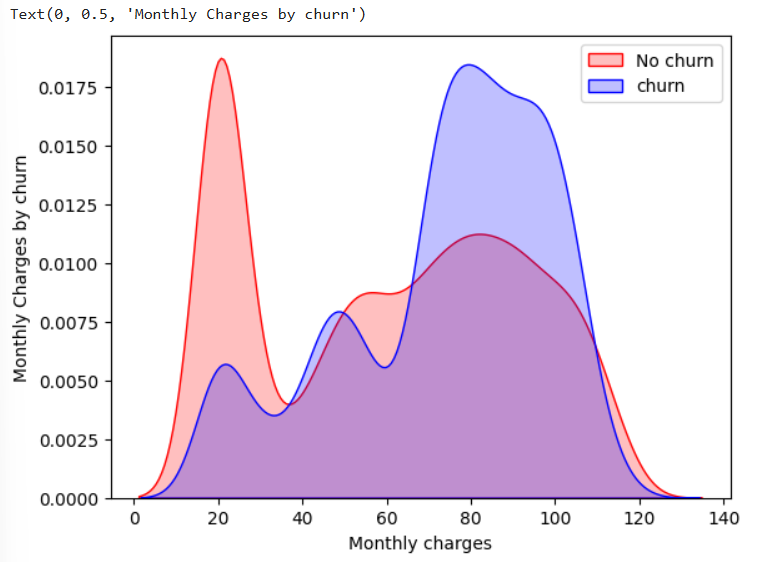 Text(0, 0.5, 'Monthly Charges by churn')
No churn
churn
Monthly Charges by churn
0.0175
0.0150
0.0125
0.0100
0.0075
0.0050
0.0025
0.0000
0 20 40 60 80 100 120 140
Monthly charges